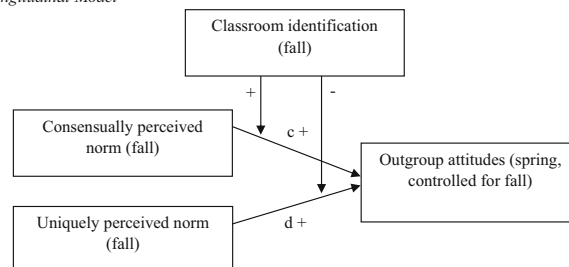 Longitudinal Model
Classroom identification
(fall)
+
-
Consensually perceived
norm (fall)
c +
Outgroup attitudes (spring,
controlled for fall)
Uniquely perceived norm
(fall)
d +